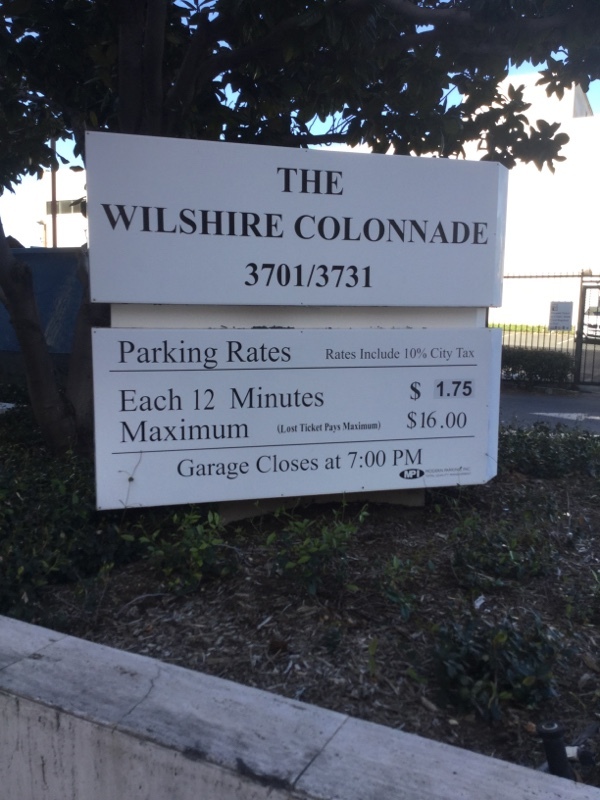 THE
WILSHIRE COLONNADE
3701/3731
Parking Rates Rates Include 10% City Tax
Each 12 Minutes $ 1.75
Maximum (Lost Ticket Pays Maximum) $16.00
Garage Closes at 7:00 PM
MPI